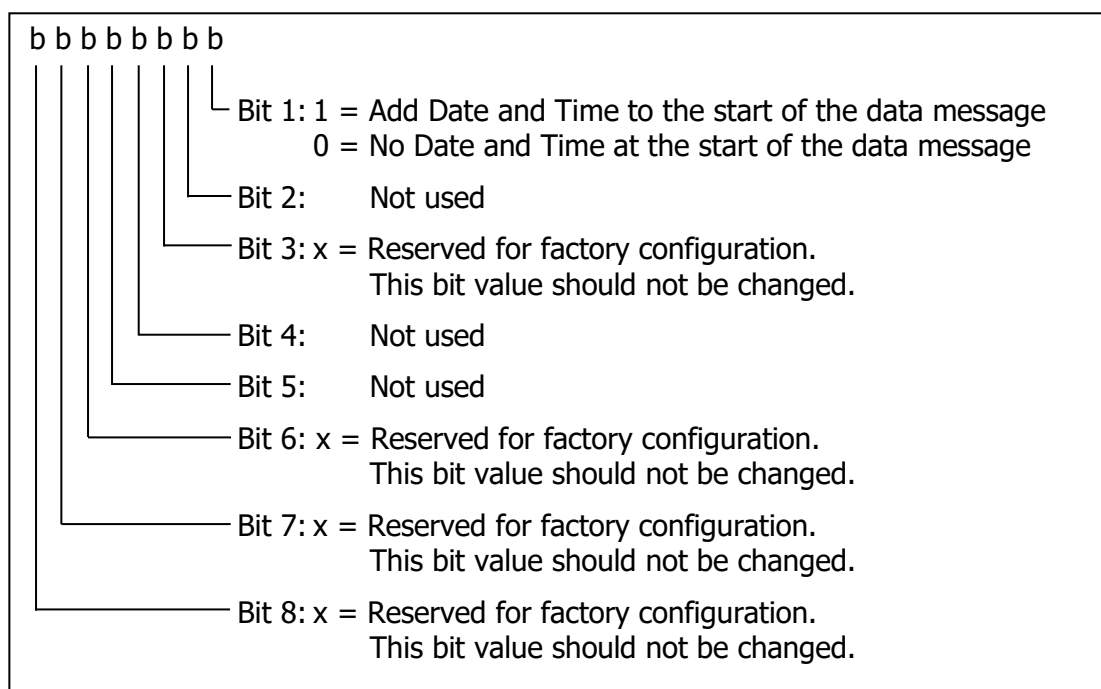 b b b b b b b b
Bit 1: 1 = Add Date and Time to the start of the data message
0 = No Date and Time at the start of the data message
Bit 2: Not used
Bit 3: x = Reserved for factory configuration.
This bit value should not be changed.
Bit 4: Not used
Bit 5: Not used
Bit 6: x = Reserved for factory configuration.
This bit value should not be changed.
Bit 7: x = Reserved for factory configuration.
This bit value should not be changed.
Bit 8: x = Reserved for factory configuration.
This bit value should not be changed.